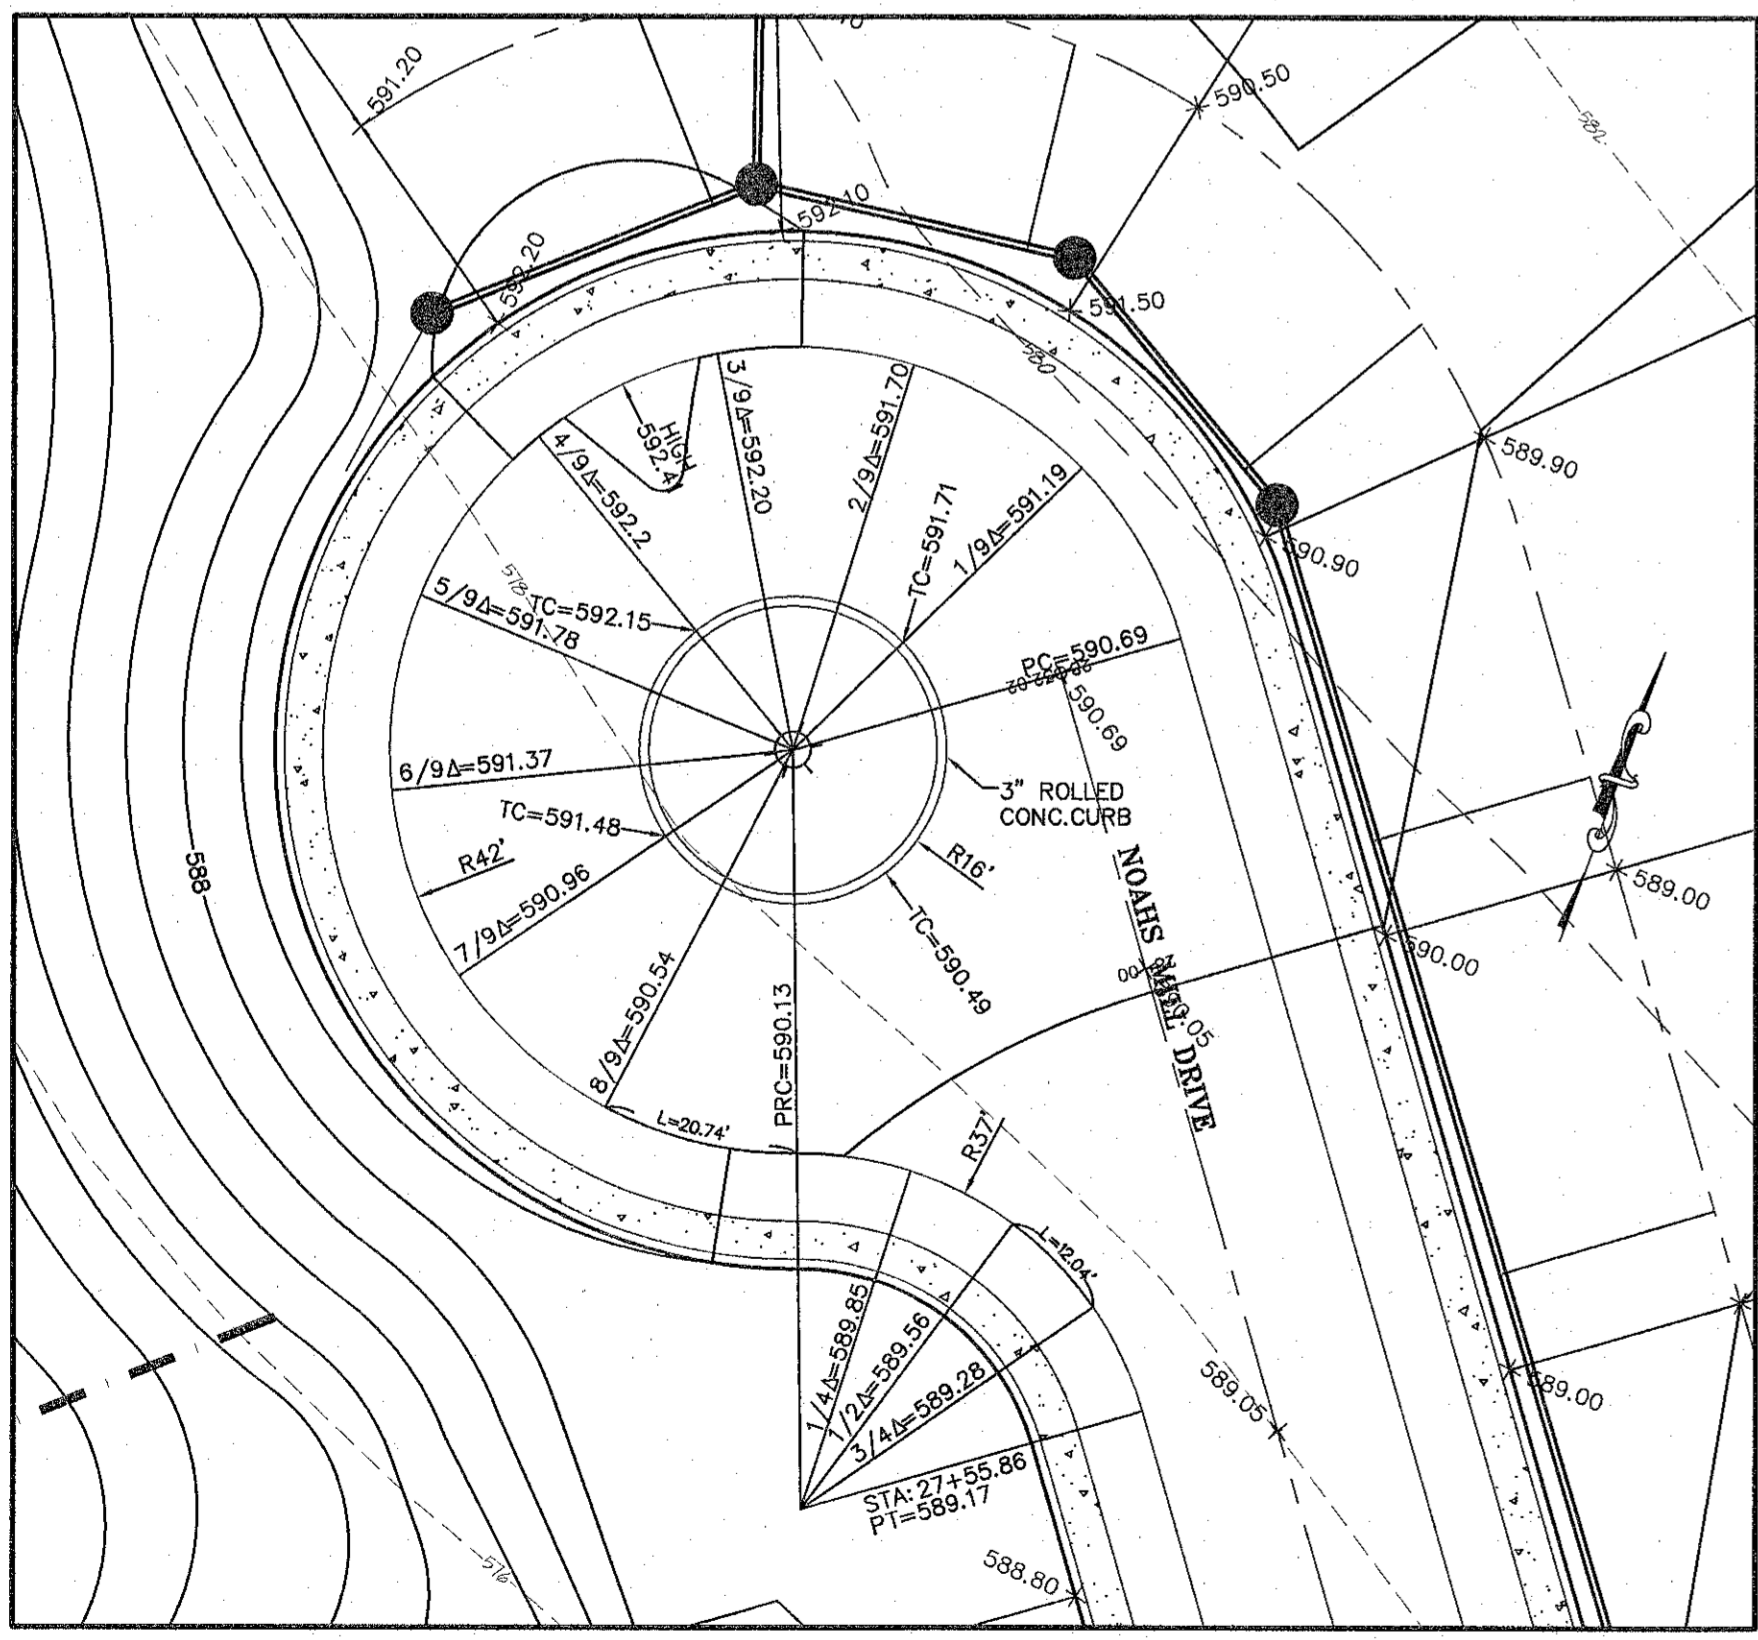 591.20
590.50
582
592.10
592.20
591.50
580
589.90
590.90
3/9Δ=592.20
2/9Δ=591.70
HIGH
592.4
4/9Δ=592.2
1/9Δ=591.19
TC=591.71
578
5/9Δ=591.78
TC=592.15
PC=590.69
590.69
6/9Δ=591.37
3" ROLLED
CONC.CURB
TC=591.48
R42'
R16'
588
7/9Δ=590.96
TC=590.49
NOAHS MILL DRIVE
589.00
590.00
8/9Δ=590.54
PRC=590.13
L=20.74'
R37'
L=12.04'
1/4Δ=589.85
1/2Δ=589.56
3/4Δ=589.28
589.05
589.00
STA: 27+55.86
PT=589.17
576
588.80